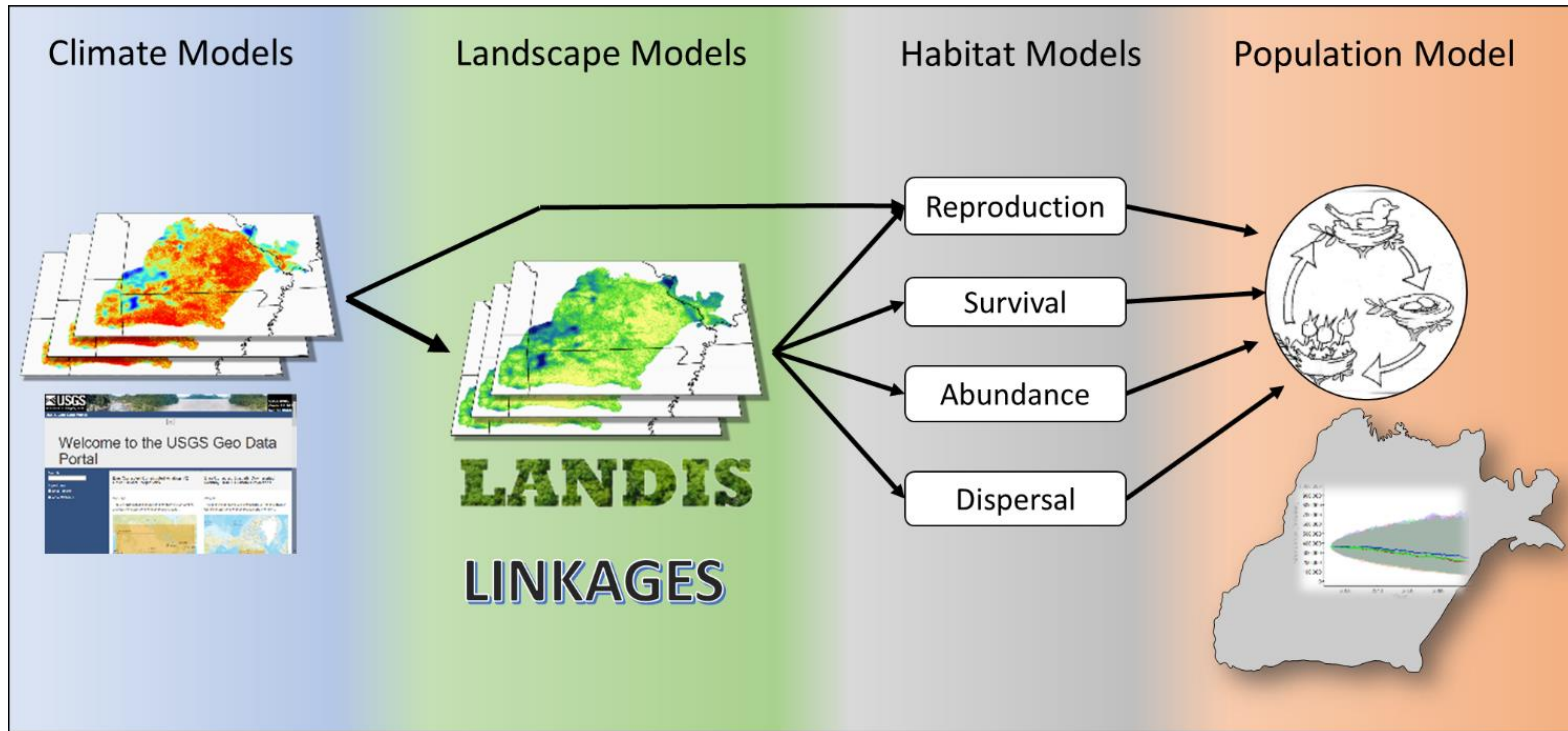 Climate Models
Landscape Models
Habitat Models
Population Model
Reproduction
Survival
Abundance
Dispersal
USGS
Welcome to the USGS Geo Data
Portal
LANDIS
LINKAGES